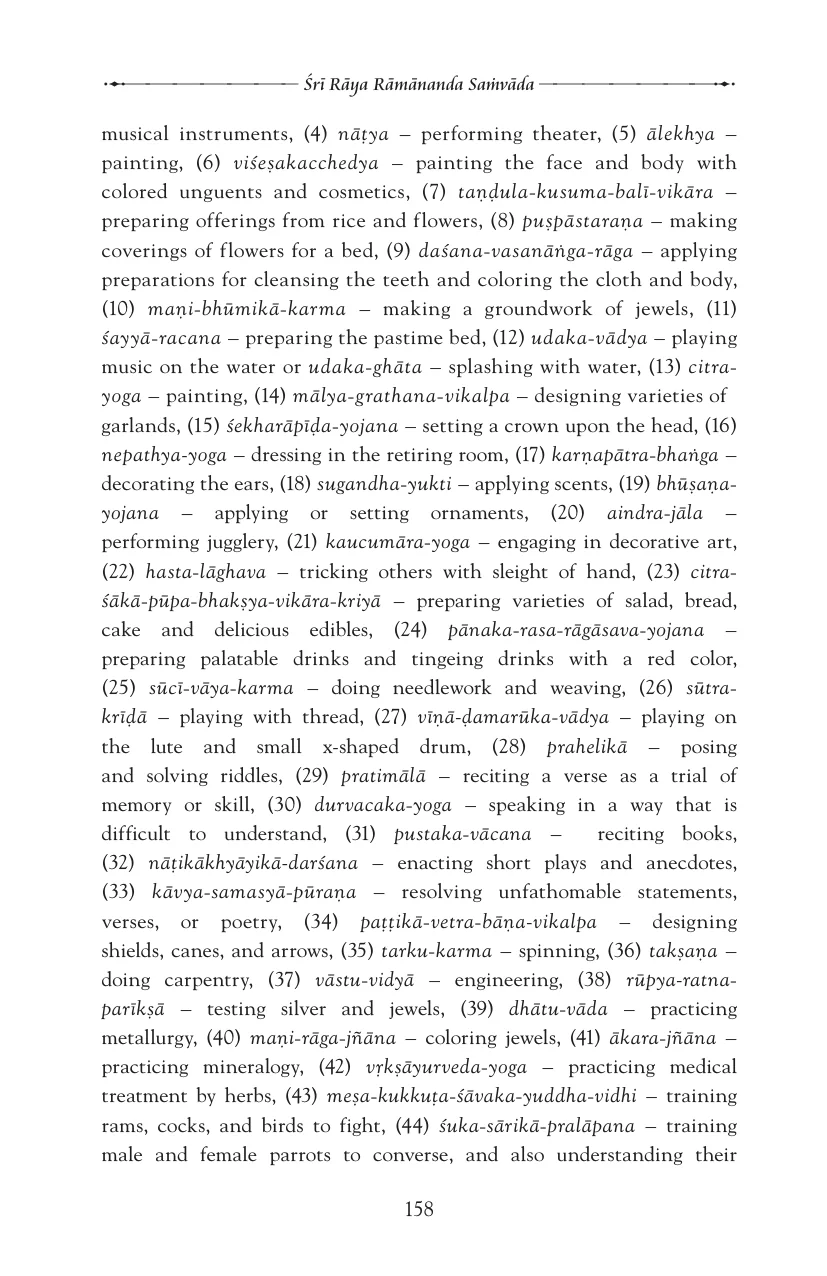 Śrī Rāya Rāmānanda Saṁvāda
musical instruments, (4) nāṭya – performing theater, (5) ālekhya –
painting, (6) viśeṣakacchedya – painting the face and body with
colored unguents and cosmetics, (7) taṇḍula-kusuma-balī-vikāra –
preparing offerings from rice and flowers, (8) puṣpāstaraṇa – making
coverings of flowers for a bed, (9) daśana-vasanāṅga-rāga – applying
preparations for cleansing the teeth and coloring the cloth and body,
(10) maṇi-bhūmikā-karma – making a groundwork of jewels, (11)
śayyā-racana – preparing the pastime bed, (12) udaka-vādya – playing
music on the water or udaka-ghāta – splashing with water, (13) citra-
yoga – painting, (14) mālya-grathana-vikalpa – designing varieties of
garlands, (15) śekharāpīḍa-yojana – setting a crown upon the head, (16)
nepathya-yoga – dressing in the retiring room, (17) karṇapātra-bhaṅga –
decorating the ears, (18) sugandha-yukti – applying scents, (19) bhūṣaṇa-
yojana – applying or setting ornaments, (20) aindra-jāla –
performing jugglery, (21) kaucumāra-yoga – engaging in decorative art,
(22) hasta-lāghava – tricking others with sleight of hand, (23) citra-
śākā-pūpa-bhakṣya-vikāra-kriyā – preparing varieties of salad, bread,
cake and delicious edibles, (24) pānaka-rasa-rāgāsava-yojana –
preparing palatable drinks and tingeing drinks with a red color,
(25) sūcī-vāya-karma – doing needlework and weaving, (26) sūtra-
krīḍā – playing with thread, (27) vīṇā-ḍamarūka-vādya – playing on
the lute and small x-shaped drum, (28) prahelikā – posing
and solving riddles, (29) pratimālā – reciting a verse as a trial of
memory or skill, (30) durvacaka-yoga – speaking in a way that is
difficult to understand, (31) pustaka-vācana – reciting books,
(32) nāṭikākhyāyikā-darśana – enacting short plays and anecdotes,
(33) kāvya-samasyā-pūraṇa – resolving unfathomable statements,
verses, or poetry, (34) paṭṭikā-vetra-bāṇa-vikalpa – designing
shields, canes, and arrows, (35) tarku-karma – spinning, (36) takṣaṇa –
doing carpentry, (37) vāstu-vidyā – engineering, (38) rūpya-ratna-
parīkṣā – testing silver and jewels, (39) dhātu-vāda – practicing
metallurgy, (40) maṇi-rāga-jñāna – coloring jewels, (41) ākara-jñāna –
practicing mineralogy, (42) vṛkṣāyurveda-yoga – practicing medical
treatment by herbs, (43) meṣa-kukkuṭa-śāvaka-yuddha-vidhi – training
rams, cocks, and birds to fight, (44) śuka-sārikā-pralāpana – training
male and female parrots to converse, and also understanding their
158